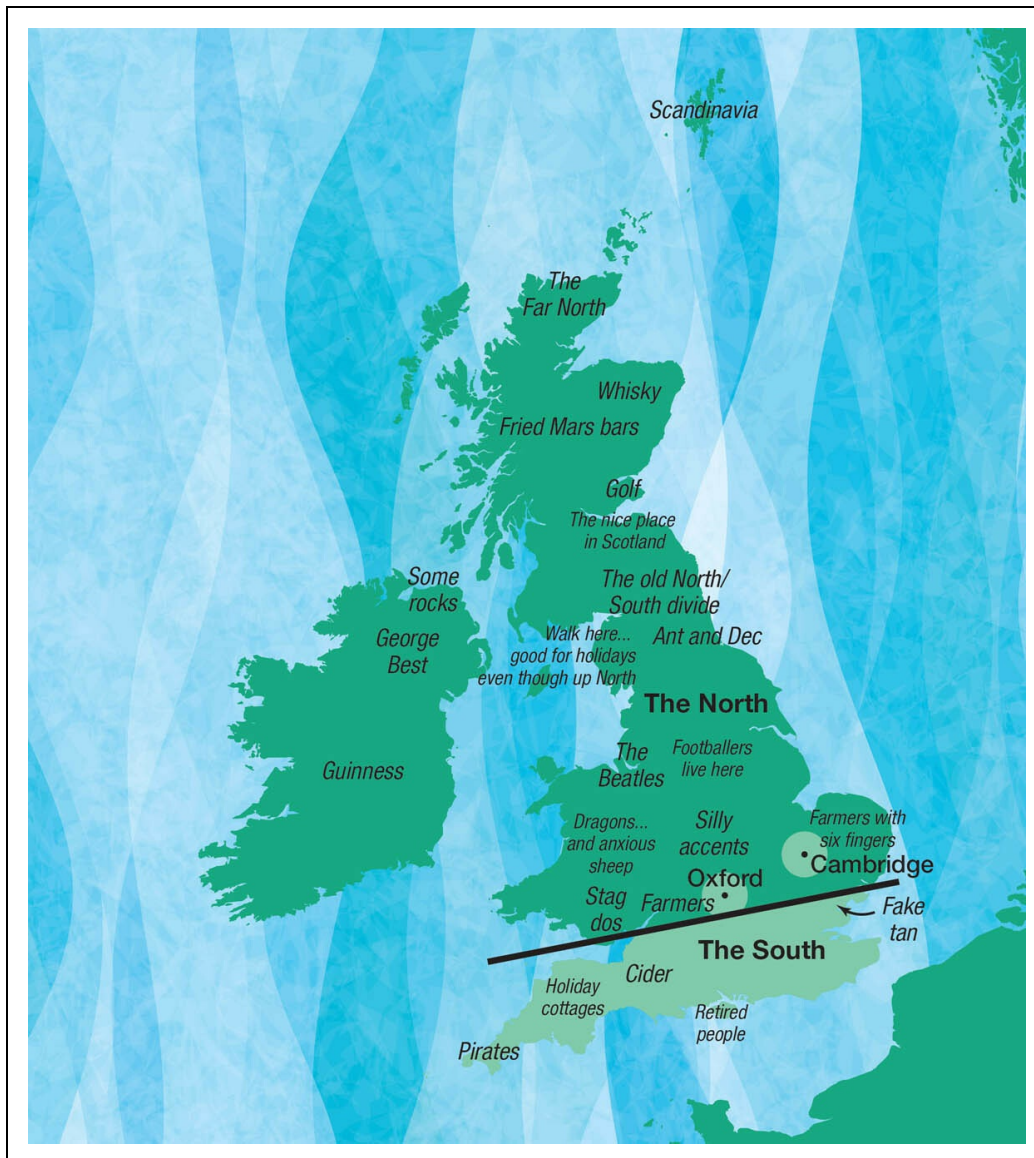 Scandinavia
The
Far North
Whisky
Fried Mars bars
Golf
The nice place
in Scotland
Some
rocks
The old North/
South divide
George
Best
Walk here...
good for holidays
even though up North
Ant and Dec
The North
The
Beatles
Footballers
live here
Guinness
Dragons...
and anxious
sheep
Silly
accents
Farmers with
six fingers
Cambridge
Oxford
Stag
dos
Farmers
Fake
tan
The South
Cider
Holiday
cottages
Retired
people
Pirates